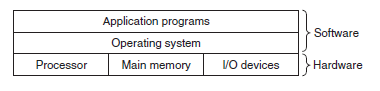 Application programs
Software
Operating system
Processor Main memory I/O devices Hardware